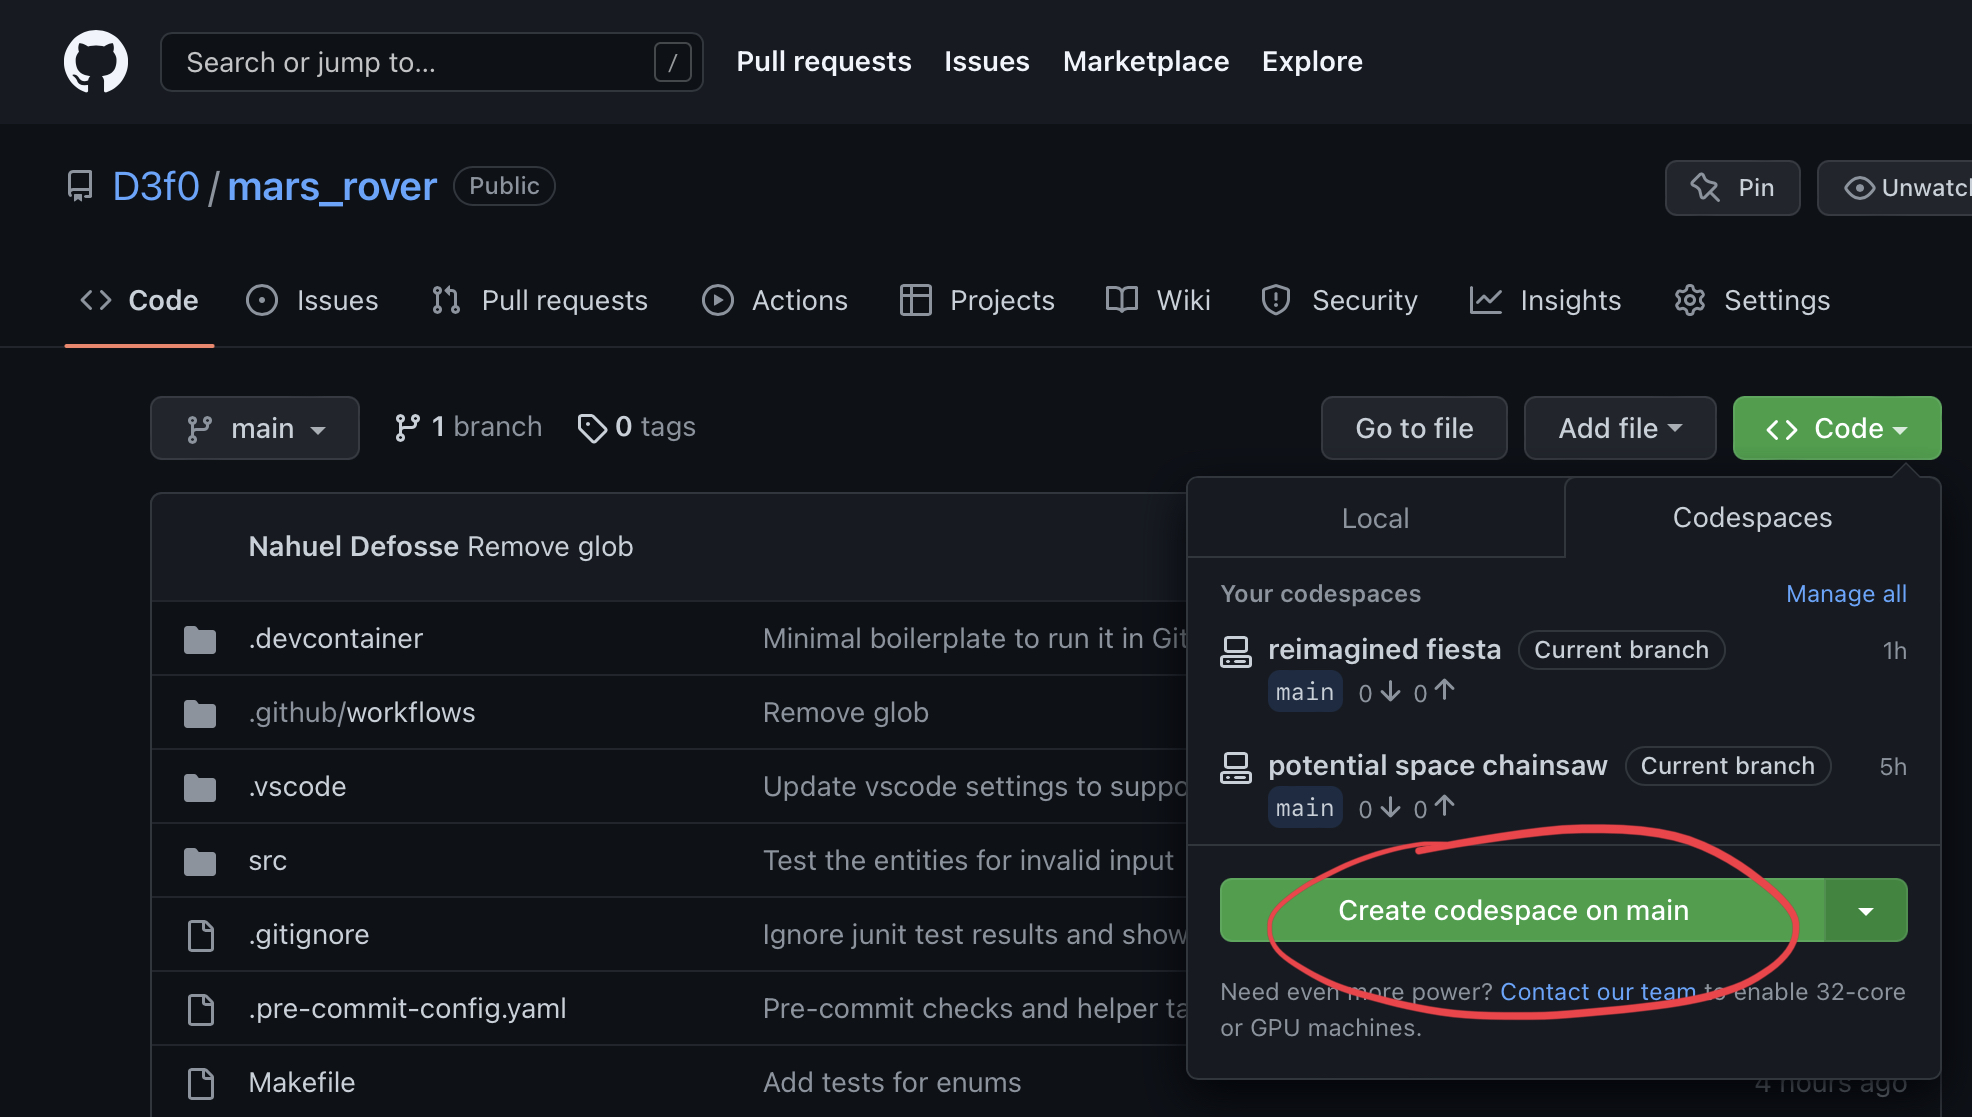 Search or jump to... /
Pull requests Issues Marketplace Explore
D3f0 / mars_rover Public
Pin Unwatch
Code Issues Pull requests Actions Projects Wiki Security Insights Settings
main 1 branch 0 tags Go to file Add file Code
Nahuel Defosse Remove glob
.devcontainer Minimal boilerplate to run it in Git
.github/workflows Remove glob
.vscode Update vscode settings to suppo
src Test the entities for invalid input
.gitignore Ignore junit test results and show
.pre-commit-config.yaml Pre-commit checks and helper ta
Makefile Add tests for enums 4 hours ago
Local Codespaces
Your codespaces Manage all
reimagined fiesta Current branch 1h
main 0 ↓ 0 ↑
potential space chainsaw Current branch 5h
main 0 ↓ 0 ↑
Create codespace on main
Need even more power? Contact our team to enable 32-core
or GPU machines.